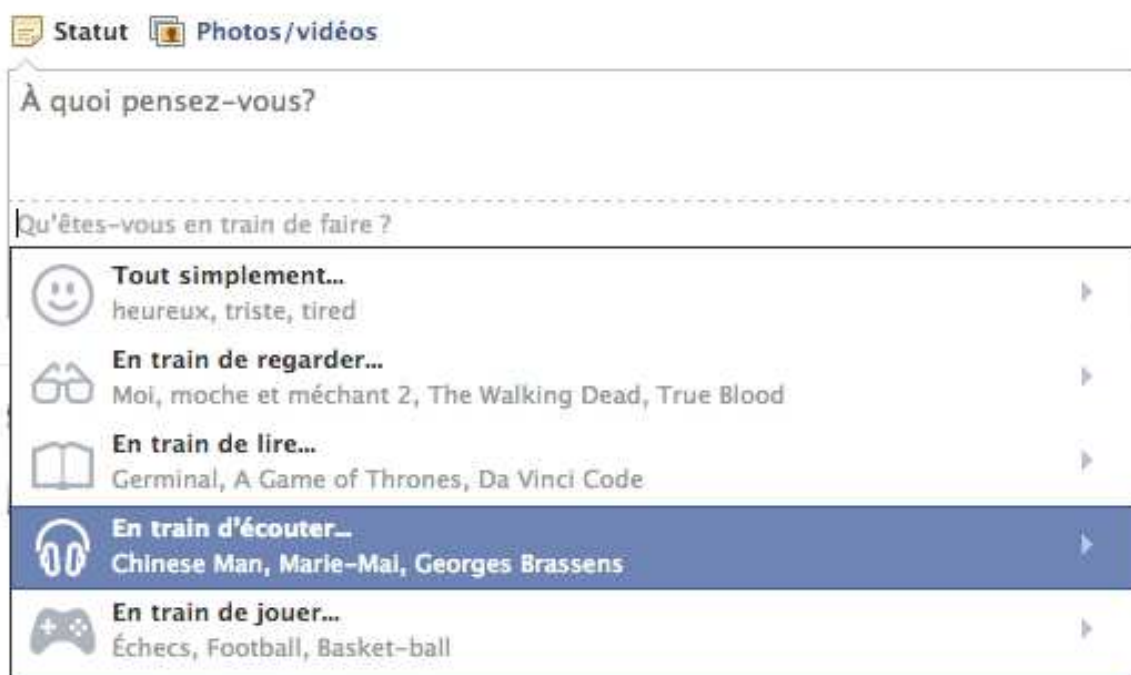 Statut Photos/vidéos
À quoi pensez-vous?
Qu'êtes-vous en train de faire ?
Tout simplement...
heureux, triste, tired
En train de regarder...
Moi, moche et méchant 2, The Walking Dead, True Blood
En train de lire...
Germinal, A Game of Thrones, Da Vinci Code
En train d'écouter...
Chinese Man, Marie-Mai, Georges Brassens
En train de jouer...
Échecs, Football, Basket-ball